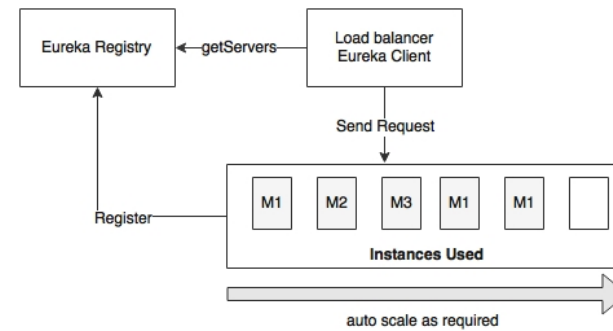 Eureka Registry
getServers
Load balancer
Eureka Client
Send Request
M1 M2 M3 M1 M1
Instances Used
Register
auto scale as required